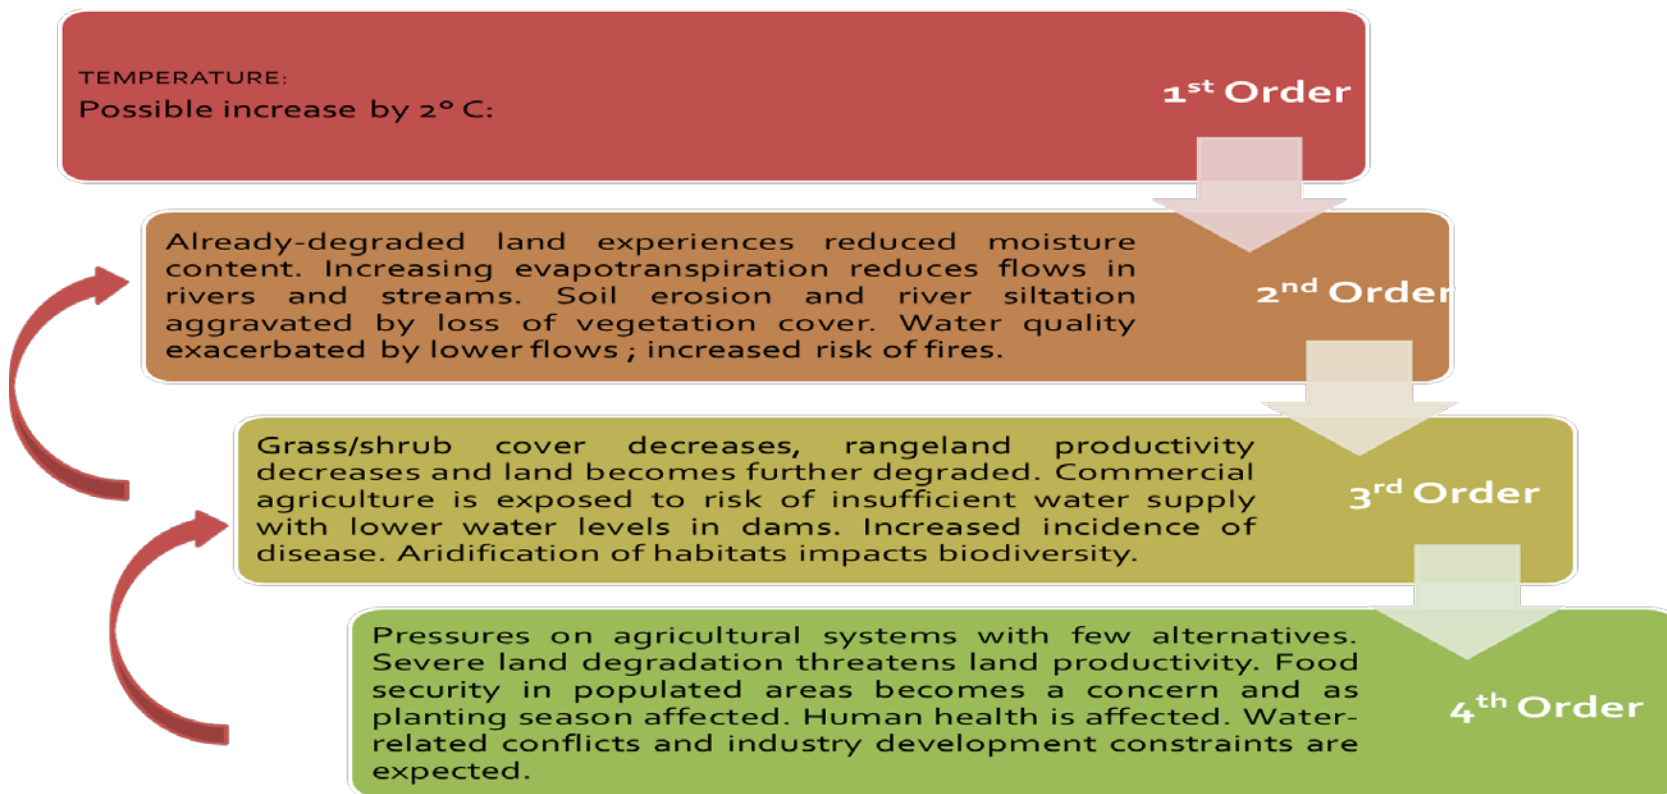 TEMPERATURE:
Possible increase by 2° C:
1st Order
Already-degraded land experiences reduced moisture
content. Increasing evapotranspiration reduces flows in
rivers and streams. Soil erosion and river siltation
aggravated by loss of vegetation cover. Water quality
exacerbated by lower flows ; increased risk of fires.
2nd Order
Grass/shrub cover decreases, rangeland productivity
decreases and land becomes further degraded. Commercial
agriculture is exposed to risk of insufficient water supply
with lower water levels in dams. Increased incidence of
disease. Aridification of habitats impacts biodiversity.
3rd Order
Pressures on agricultural systems with few alternatives.
Severe land degradation threatens land productivity. Food
security in populated areas becomes a concern and as
planting season affected. Human health is affected. Water-
related conflicts and industry development constraints are
expected.
4th Order